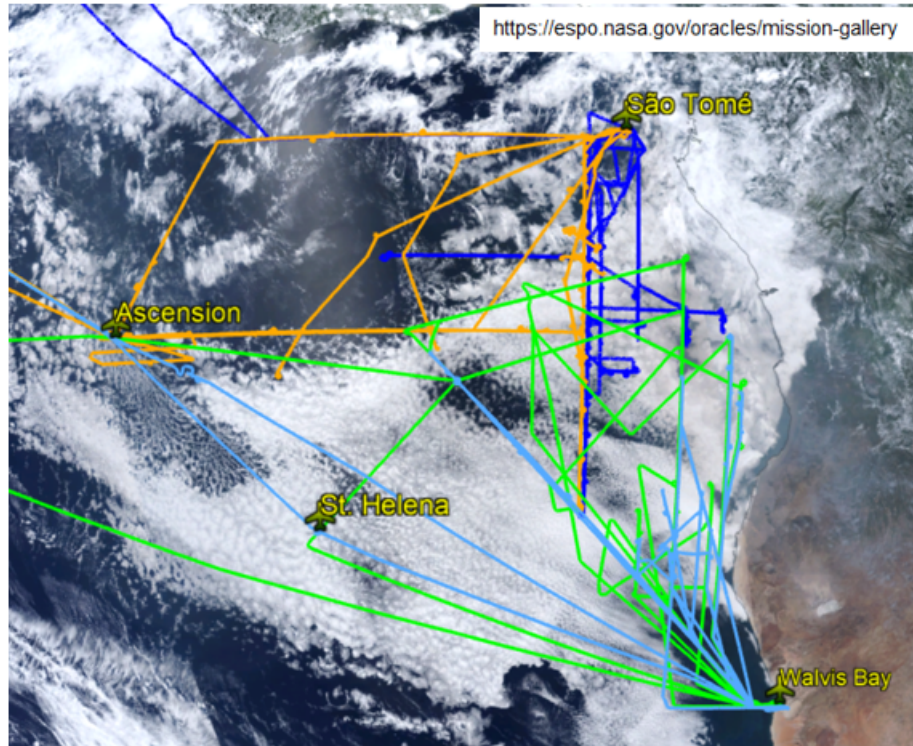 https://espo.nasa.gov/oracles/mission-gallery
São Tomé
Ascension
St. Helena
Walvis Bay